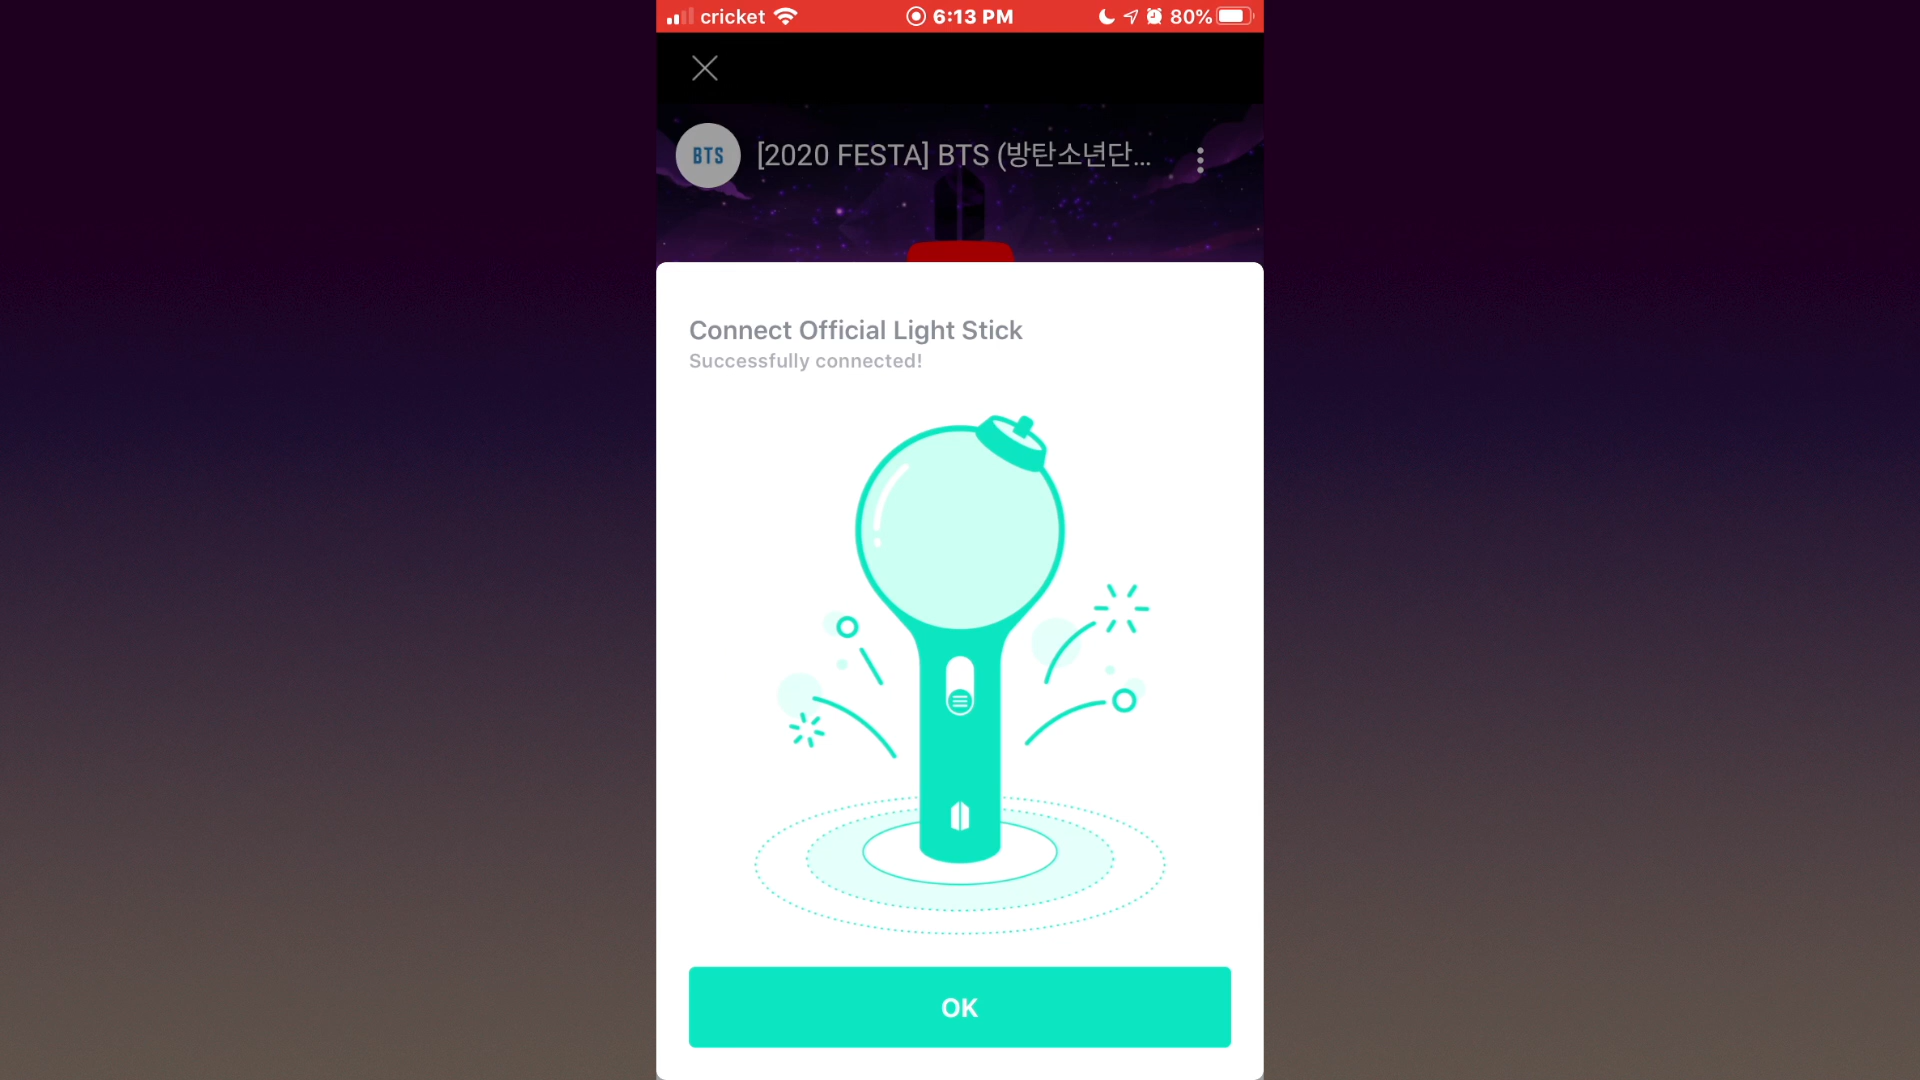 cricket 6:13 PM 80%
BTS [2020 FESTA] BTS (방탄소년단...
Connect Official Light Stick
Successfully connected!
OK